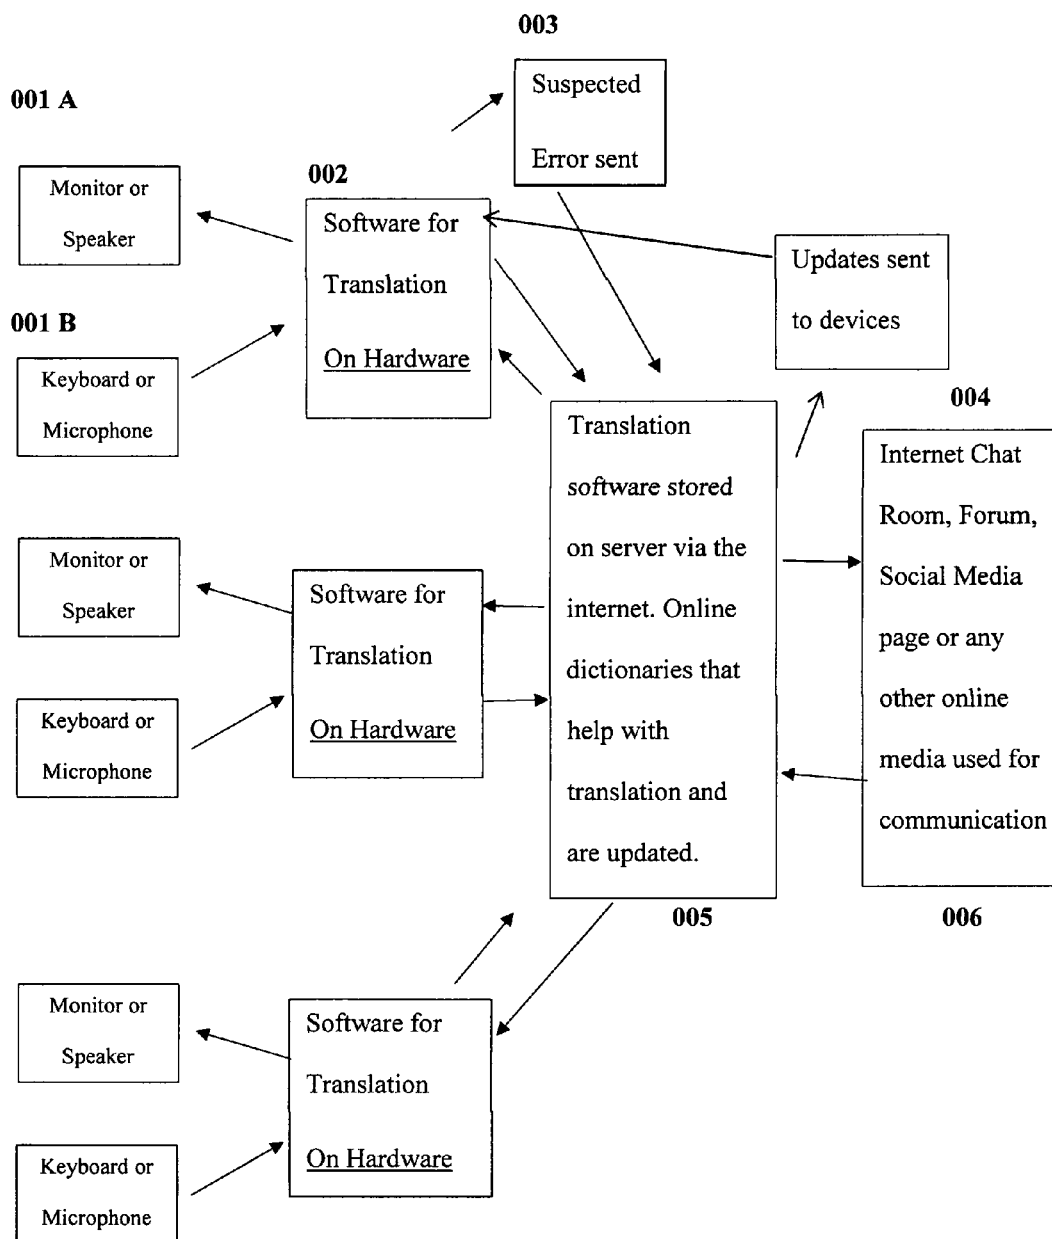 003
Suspected
Error sent
001 A
Monitor or
Speaker
002
Software for
Translation
On Hardware
Updates sent
to devices
001 B
Keyboard or
Microphone
004
Translation
software stored
on server via the
internet. Online
dictionaries that
help with
translation and
are updated.
005
Internet Chat
Room, Forum,
Social Media
page or any
other online
media used for
communication
006
Monitor or
Speaker
Software for
Translation
On Hardware
Keyboard or
Microphone
Monitor or
Speaker
Software for
Translation
On Hardware
Keyboard or
Microphone